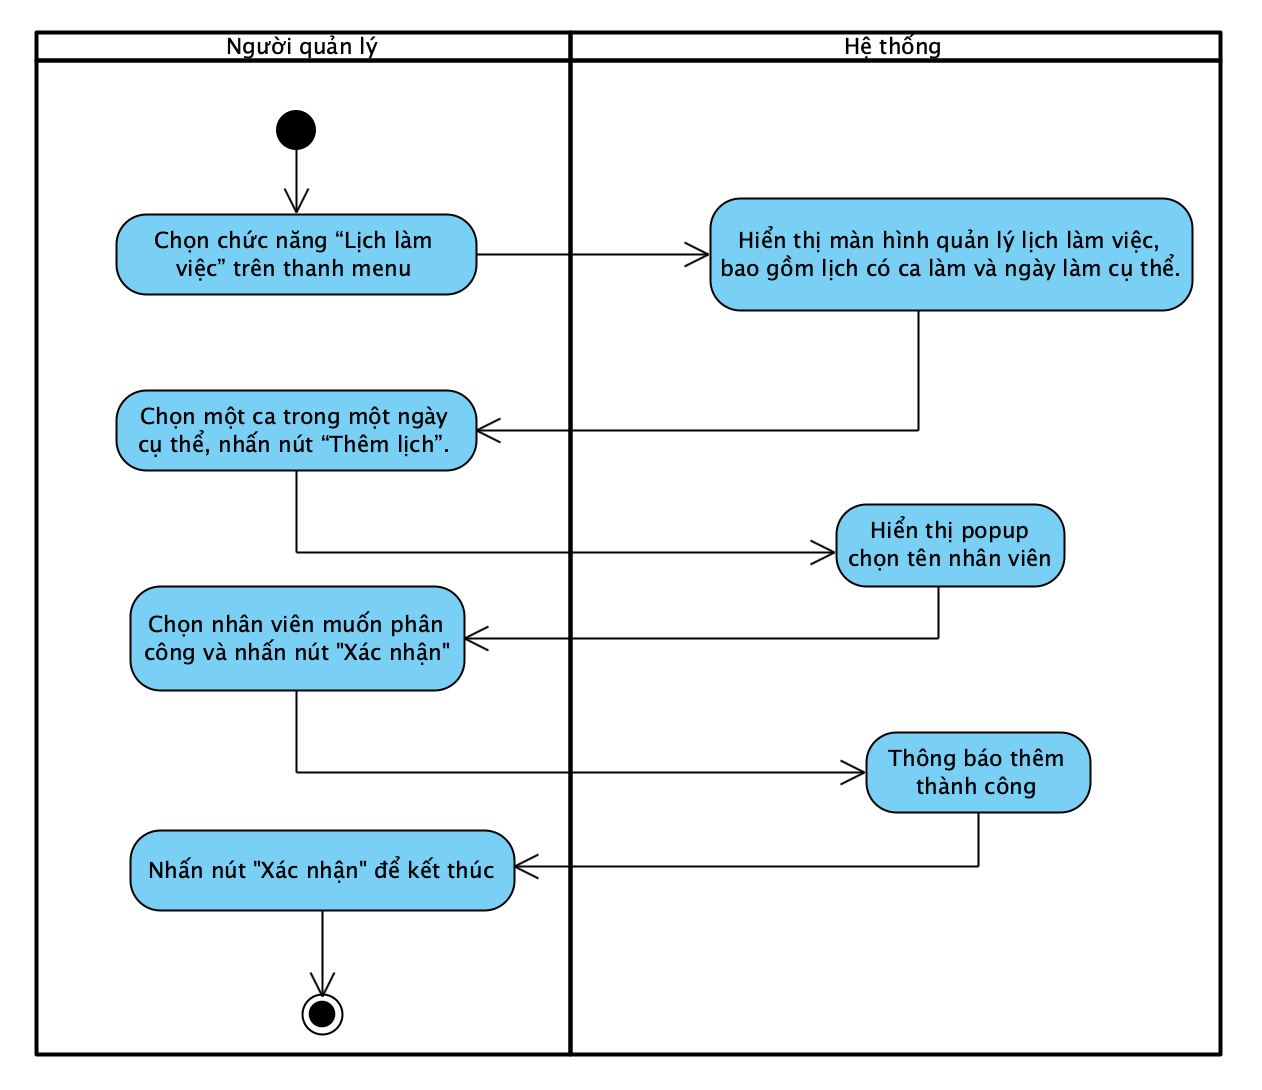 Người quản lý
Hệ thống
Chọn chức năng “Lịch làm
việc” trên thanh menu
Hiển thị màn hình quản lý lịch làm việc,
bao gồm lịch có ca làm và ngày làm cụ thể.
Chọn một ca trong một ngày
cụ thể, nhấn nút “Thêm lịch”.
Hiển thị popup
chọn tên nhân viên
Chọn nhân viên muốn phân
công và nhấn nút "Xác nhận"
Thông báo thêm
thành công
Nhấn nút "Xác nhận" để kết thúc